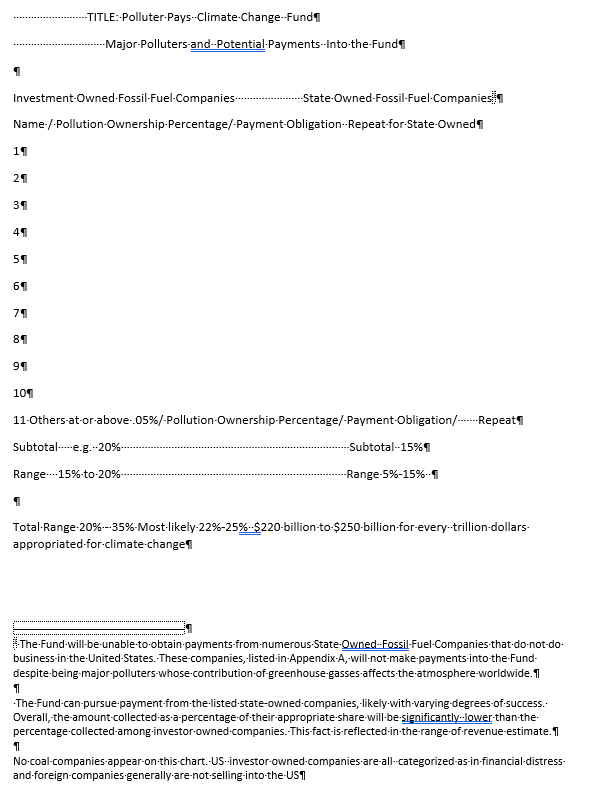 TITLE: Polluter Pays  Climate Change  Fund¶
Major Polluters and  Potential Payments  Into the Fund¶
¶
Investment Owned Fossil Fuel Companies                    State Owned Fossil Fuel Companies¶
Name / Pollution Ownership Percentage/ Payment Obligation  Repeat for State Owned¶
1¶
2¶
3¶
4¶
5¶
6¶
7¶
8¶
9¶
10¶
11 Others at or above .05%/ Pollution Ownership Percentage/ Payment Obligation/      Repeat¶
Subtotal    e.g.  20%                    Subtotal  15%¶
Range    15% to 20%                    Range 5%-15%  ¶
¶
Total Range 20% -- 35% Most likely 22%-25%  $220 billion to $250 billion for every  trillion dollars
appropriated for climate change¶
¶
The Fund will be unable to obtain payments from numerous State Owned  Fossil Fuel Companies that do not do
business in the United States. These companies, listed in Appendix A, will not make payments into the Fund
despite being major polluters whose contribution of greenhouse gasses affects the atmosphere worldwide.¶
¶
The Fund can pursue payment from the listed state-owned companies, likely with varying degrees of success.
Overall, the amount collected as a percentage of their appropriate share will be significantly  lower than the
percentage collected among investor owned companies. This fact is reflected in the range of revenue estimate.¶
¶
No coal companies appear on this chart. US  investor owned companies are all  categorized as in financial distress
and foreign companies generally are not selling into the US¶